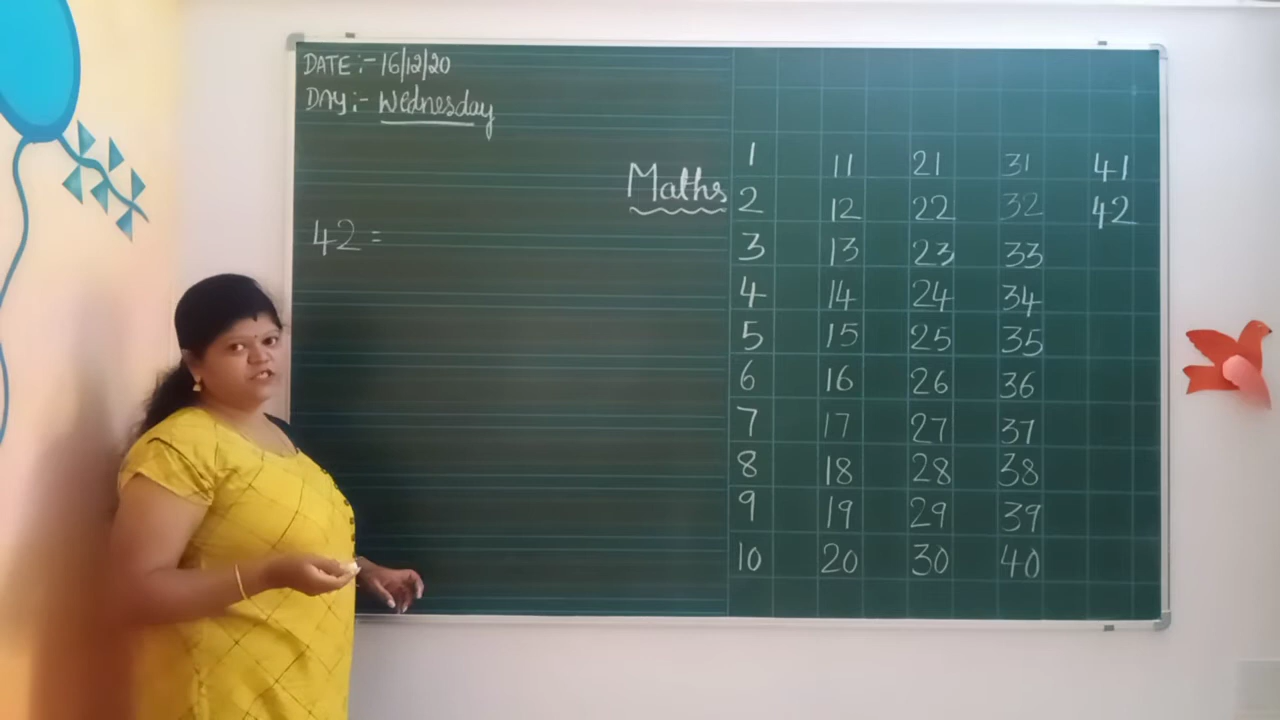 DATE :- 16/12/20
DAY :- Wednesday
Maths
42 =
1 11 21 31 41
2 12 22 32 42
3 13 23 33
4 14 24 34
5 15 25 35
6 16 26 36
7 17 27 37
8 18 28 38
9 19 29 39
10 20 30 40